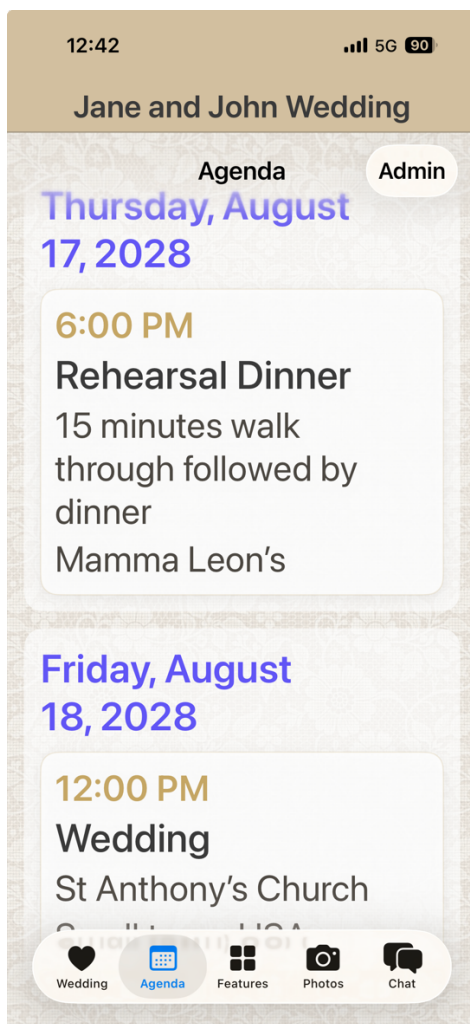 12:42
5G 90
Jane and John Wedding
Agenda
Admin
Thursday, August
17, 2028
6:00 PM
Rehearsal Dinner
15 minutes walk
through followed by
dinner
Mamma Leon's
Friday, August
18, 2028
12:00 PM
Wedding
St Anthony's Church
Wedding
Agenda
Features
Photos
Chat